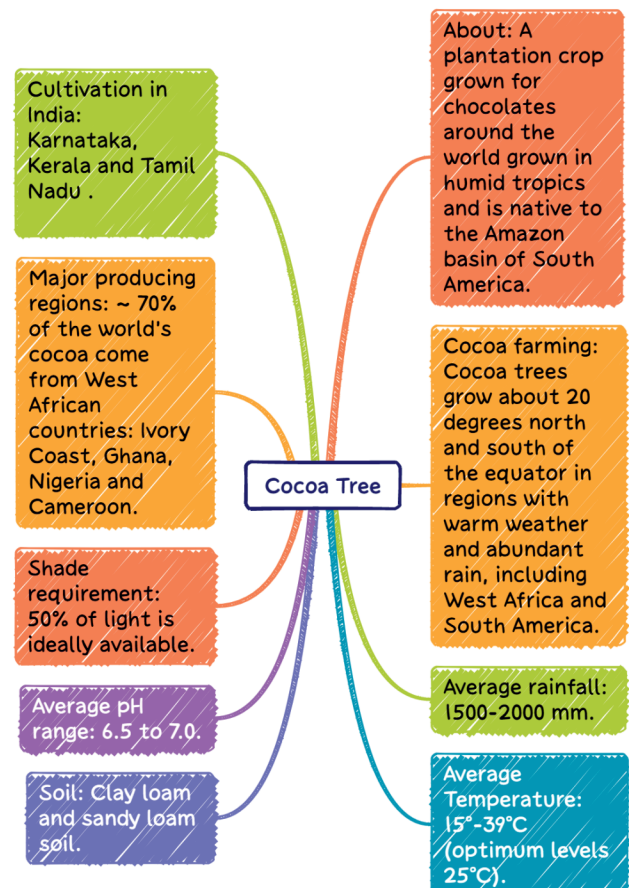 About: A
plantation crop
grown for
chocolates
around the
world grown in
humid tropics
and is native to
the Amazon
basin of South
America.
Cultivation in
India:
Karnataka,
Kerala and Tamil
Nadu .
Major producing
regions: ~ 70%
of the world's
cocoa come
from West
African
countries: Ivory
Coast, Ghana,
Nigeria and
Cameroon.
Cocoa farming:
Cocoa trees
grow about 20
degrees north
and south of
the equator in
regions with
warm weather
and abundant
rain, including
West Africa and
South America.
Cocoa Tree
Shade
requirement:
50% of light is
ideally available.
Average rainfall:
1500-2000 mm.
Average pH
range: 6.5 to 7.0.
Average
Temperature:
15°-39°C
(optimum levels
25°C).
Soil: Clay loam
and sandy loam
soil.